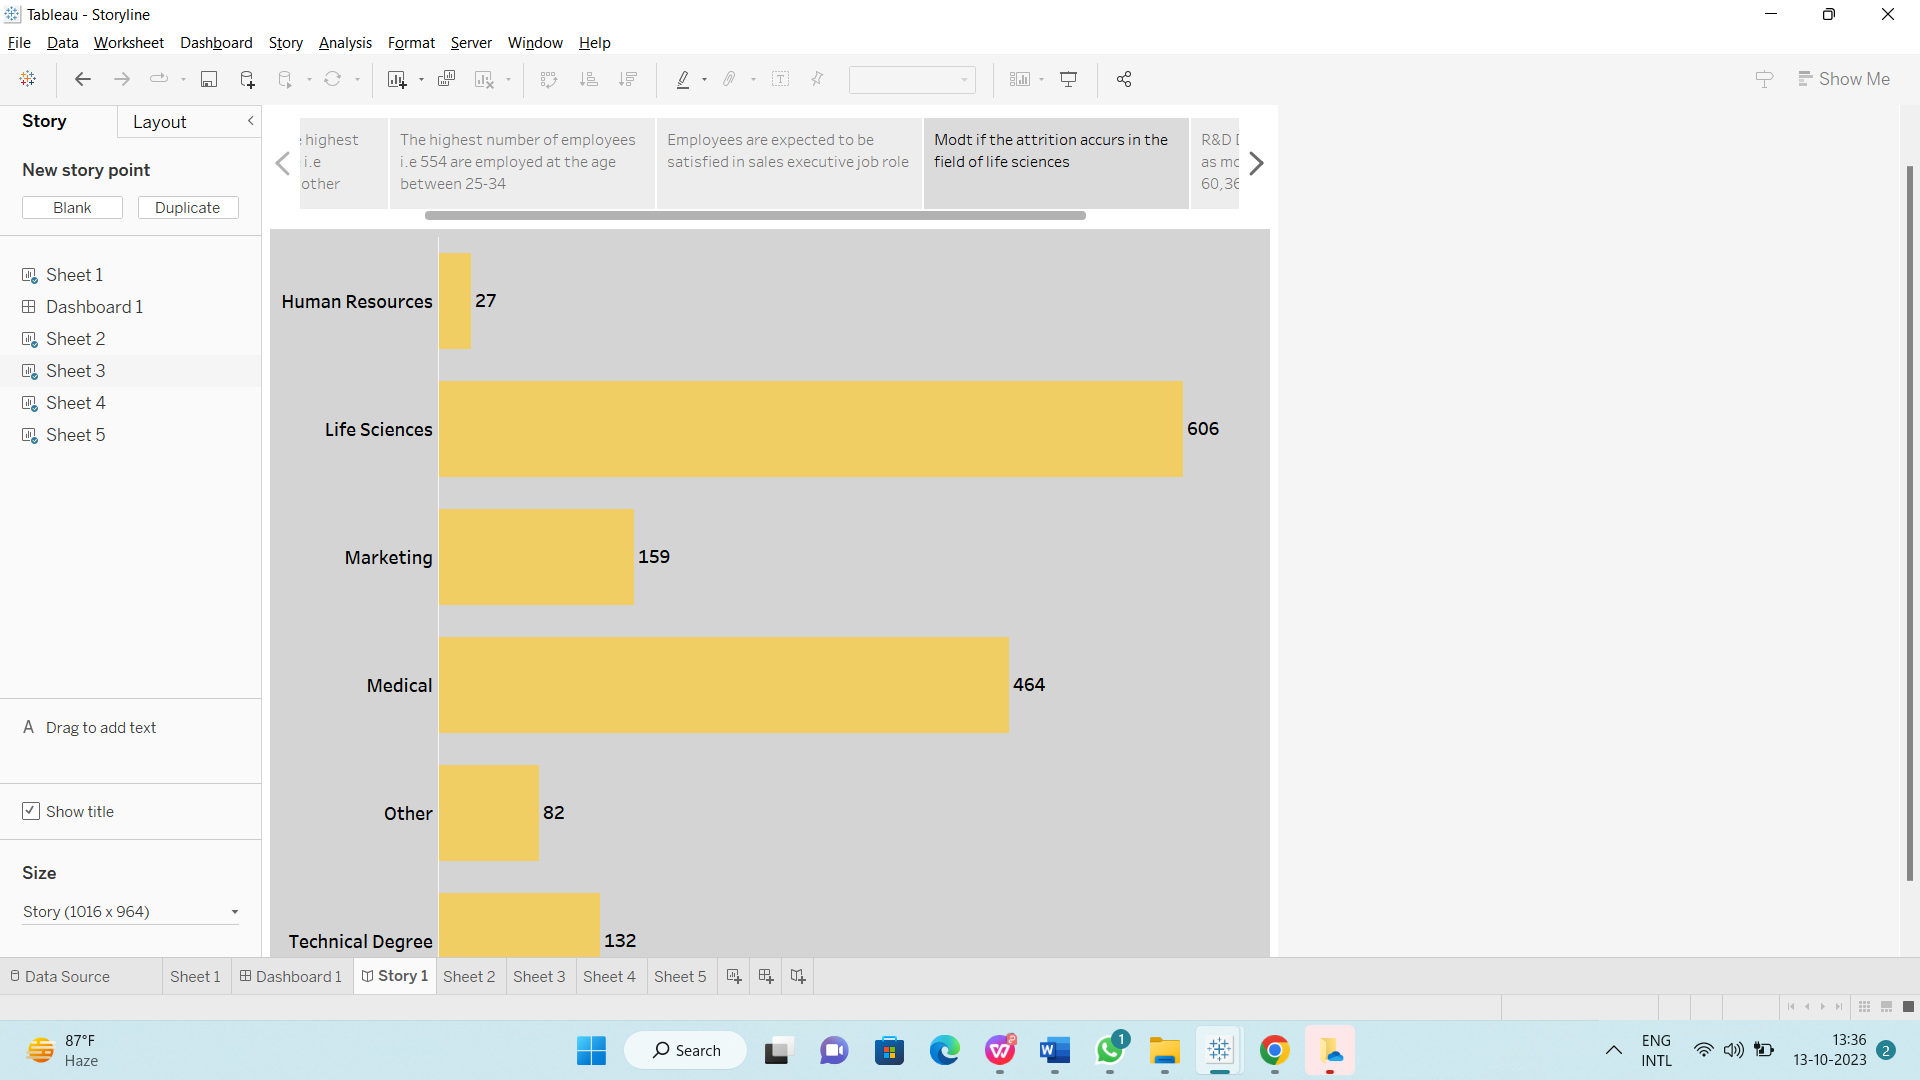 Tableau - Storyline
File Data Worksheet Dashboard Story Analysis Format Server Window Help
Show Me
Story Layout
New story point
Blank Duplicate
Sheet 1
Dashboard 1
Sheet 2
Sheet 3
Sheet 4
Sheet 5
A Drag to add text
Show title
Size
Story (1016 x 964)
highest
i.e
other
The highest number of employees
i.e 554 are employed at the age
between 25-34
Employees are expected to be
satisfied in sales executive job role
Modt if the attrition accurs in the
field of life sciences
R&D
as
60,36
Human Resources 27
Life Sciences 606
Marketing 159
Medical 464
Other 82
Technical Degree 132
Data Source Sheet 1 Dashboard 1 Story 1 Sheet 2 Sheet 3 Sheet 4 Sheet 5
87°F
Haze
Search
1
ENG
INTL
13:36
13-10-2023
2